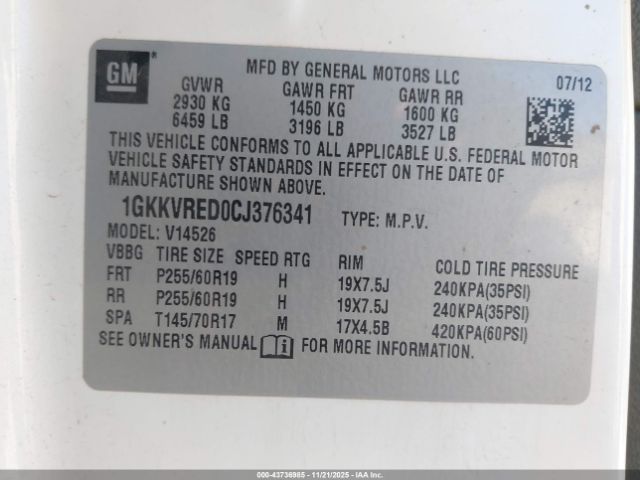 GM
MFD BY GENERAL MOTORS LLC 07/12
GVWR GAWR FRT GAWR RR
2930 KG 1450 KG 1600 KG
6459 LB 3196 LB 3527 LB
THIS VEHICLE CONFORMS TO ALL APPLICABLE U.S. FEDERAL MOTOR
VEHICLE SAFETY STANDARDS IN EFFECT ON THE DATE OF
MANUFACTURE SHOWN ABOVE.
1GKKVRED0CJ376341 TYPE: M.P.V.
MODEL: V14526
VBBG TIRE SIZE SPEED RTG RIM COLD TIRE PRESSURE
FRT P255/60R19 H 19X7.5J 240KPA(35PSI)
RR P255/60R19 H 19X7.5J 240KPA(35PSI)
SPA T145/70R17 M 17X4.5B 420KPA(60PSI)
SEE OWNER'S MANUAL i FOR MORE INFORMATION.
000-43736985 - 11/21/2025 - IAA Corp.